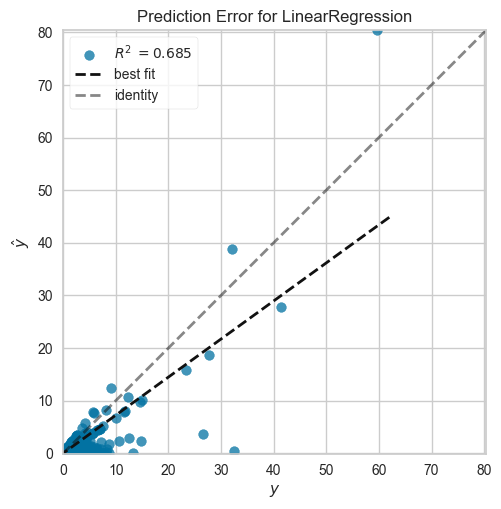 Prediction Error for LinearRegression
80
70
60
50
40
30
20
10
0
ŷ
R² = 0.685
best fit
identity
0 10 20 30 40 50 60 70 80
y